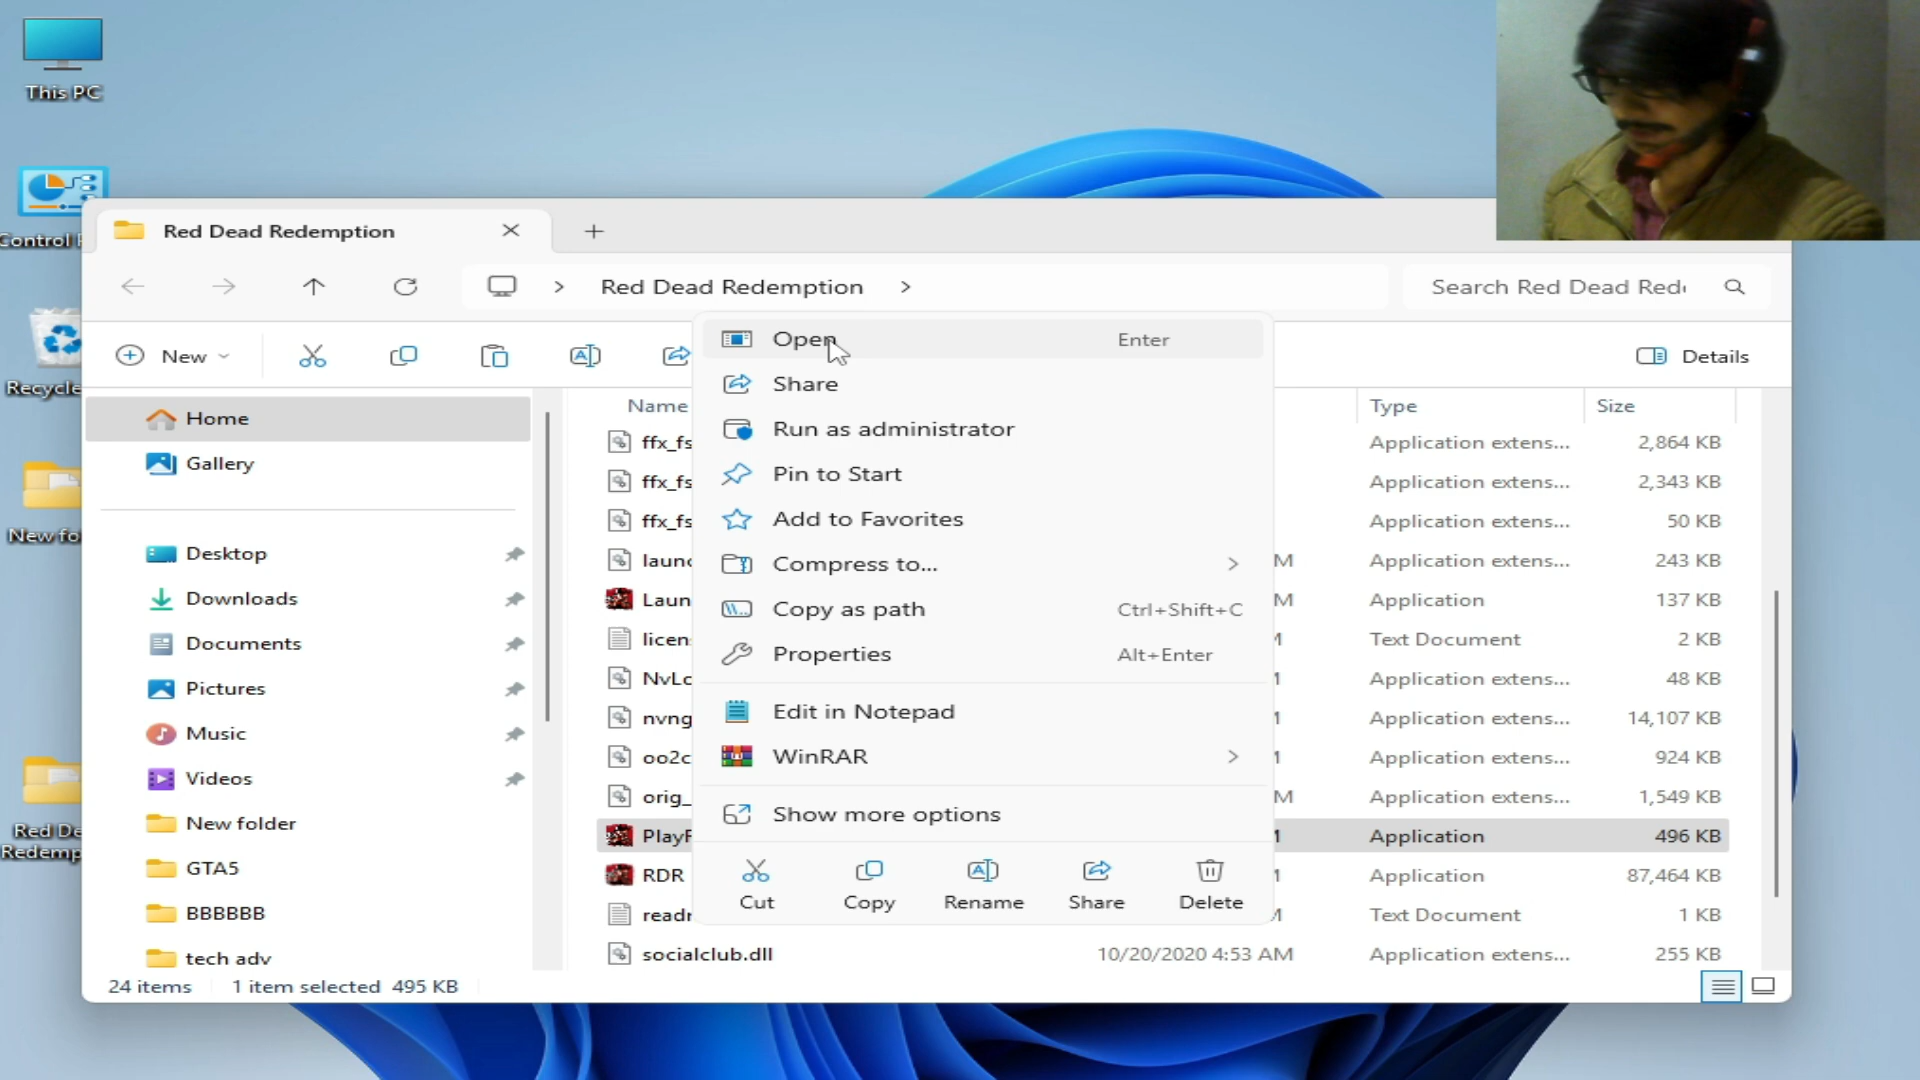 This PC
Control
Recycle
New fo
Red De
Redemp
Red Dead Redemption
Red Dead Redemption
Search Red Dead Red
New
Details
Home
Gallery
Desktop
Downloads
Documents
Pictures
Music
Videos
New folder
GTA5
BBBBBB
tech adv
Name
Type
Size
ffx_fs
Application extens...
2,864 KB
ffx_fs
Application extens...
2,343 KB
ffx_fs
Application extens...
50 KB
launc
M
Application extens...
243 KB
Laun
M
Application
137 KB
licen
Text Document
2 KB
NvLo
Application extens...
48 KB
nvng
Application extens...
14,107 KB
oo2c
Application extens...
924 KB
orig_
M
Application extens...
1,549 KB
Play
Application
496 KB
RDR
Application
87,464 KB
read
Text Document
1 KB
socialclub.dll
10/20/2020 4:53 AM
Application extens...
255 KB
Open
Enter
Share
Run as administrator
Pin to Start
Add to Favorites
Compress to...
Copy as path
Ctrl+Shift+C
Properties
Alt+Enter
Edit in Notepad
WinRAR
Show more options
Cut
Copy
Rename
Share
Delete
24 items
1 item selected 495 KB